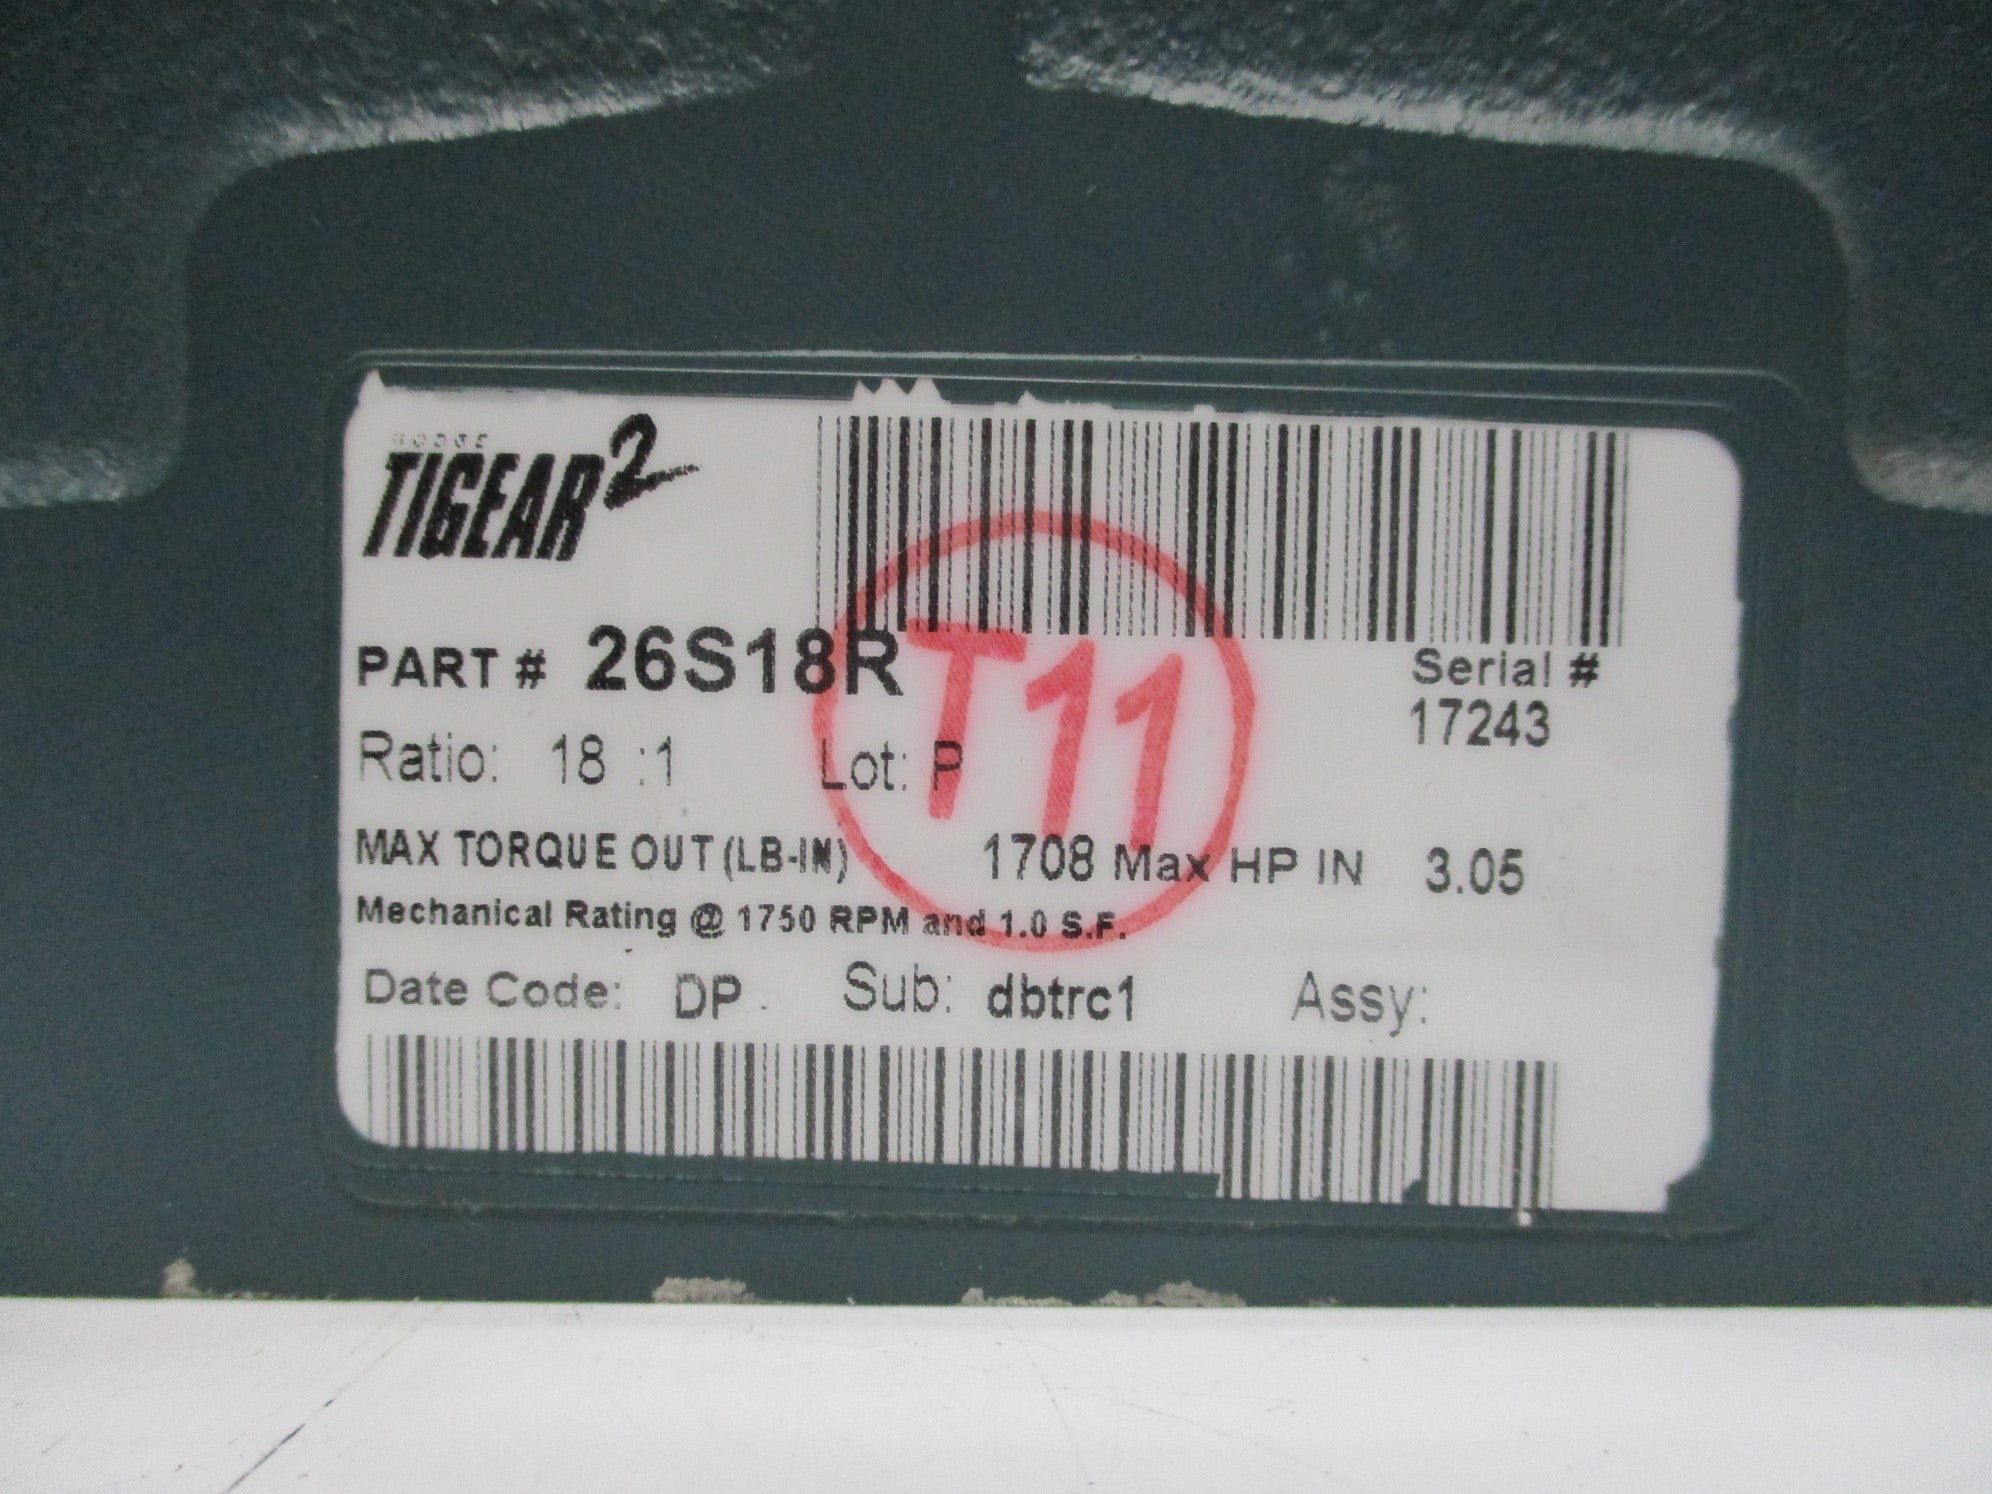 DODGE
TIGEAR2
PART # 26S18R
Serial #
17243
T11
Ratio: 18 :1 Lot: P
MAX TORQUE OUT (LB-IN) 1708 Max HP IN 3.05
Mechanical Rating @ 1750 RPM and 1.0 S.F.
Date Code: DP Sub: dbtrc1 Assy: